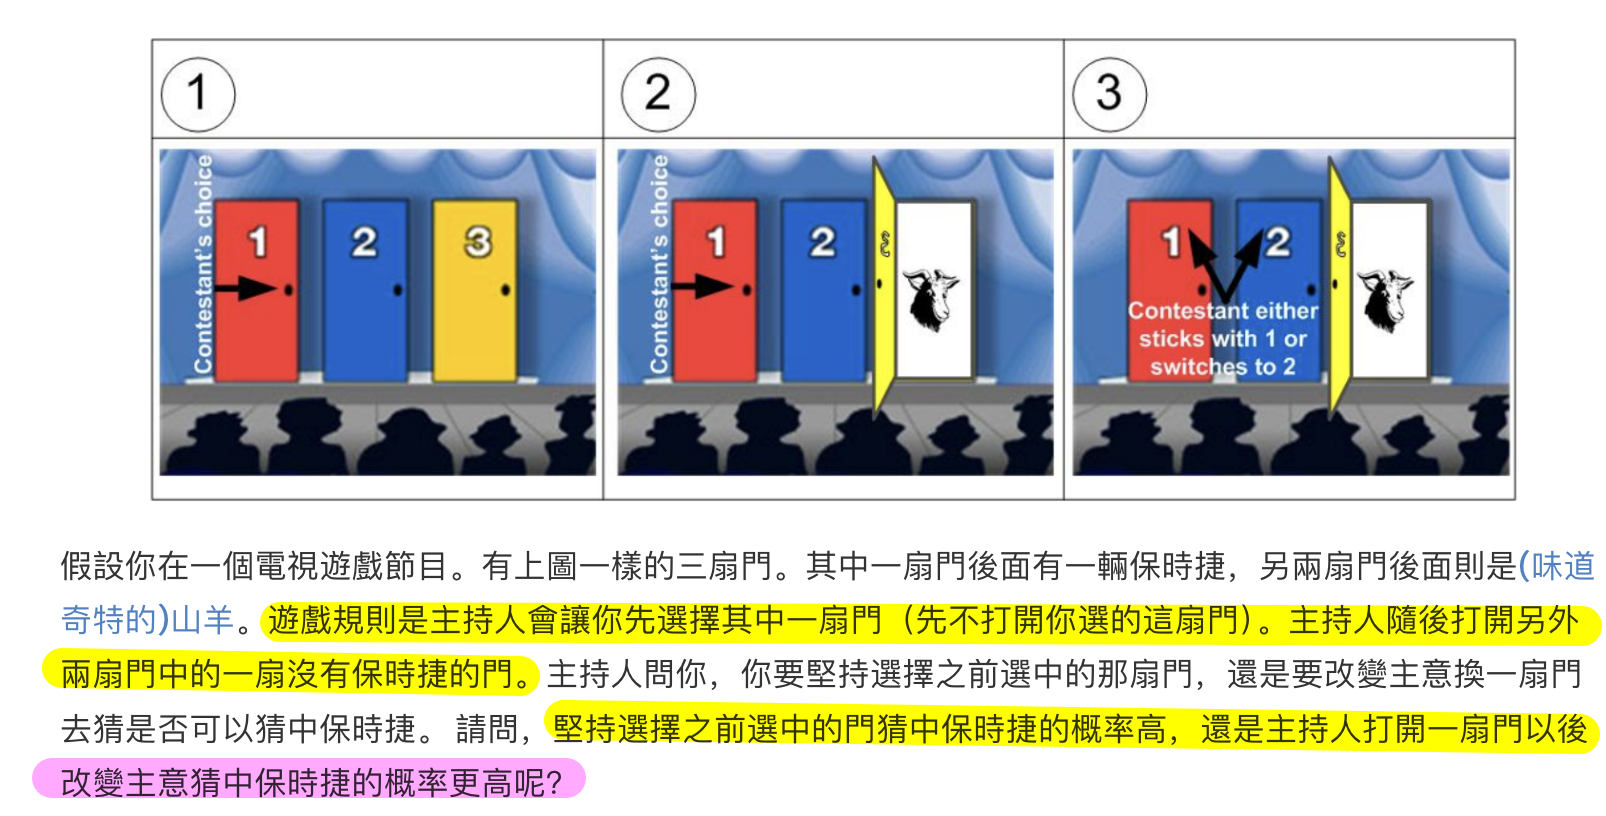 1
2
3
Contestant's choice
1
2
3
Contestant's choice
1
2
1
2
Contestant either
sticks with 1 or
switches to 2
假設你在一個電視遊戲節目。有上圖一樣的三扇門。其中一扇門後面有一輛保時捷，另兩扇門後面則是(味道
奇特的)山羊。遊戲規則是主持人會讓你先選擇其中一扇門（先不打開你選的這扇門）。主持人隨後打開另外
兩扇門中的一扇沒有保時捷的門。主持人問你，你要堅持選擇之前選中的那扇門，還是要改變主意換一扇門
去猜是否可以猜中保時捷。 請問，堅持選擇之前選中的門猜中保時捷的概率高，還是主持人打開一扇門以後
改變主意猜中保時捷的概率更高呢?